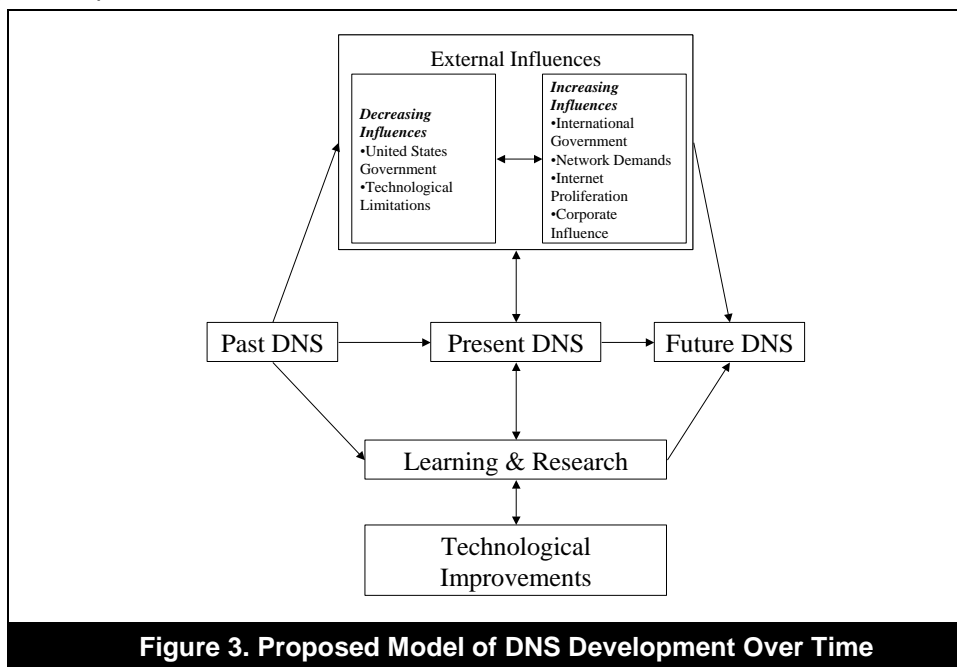 External Influences
Decreasing
Influences
•United States
Government
•Technological
Limitations
Increasing
Influences
•International
Government
•Network Demands
•Internet
Proliferation
•Corporate
Influence
Past DNS
Present DNS
Future DNS
Learning & Research
Technological
Improvements
Figure 3. Proposed Model of DNS Development Over Time